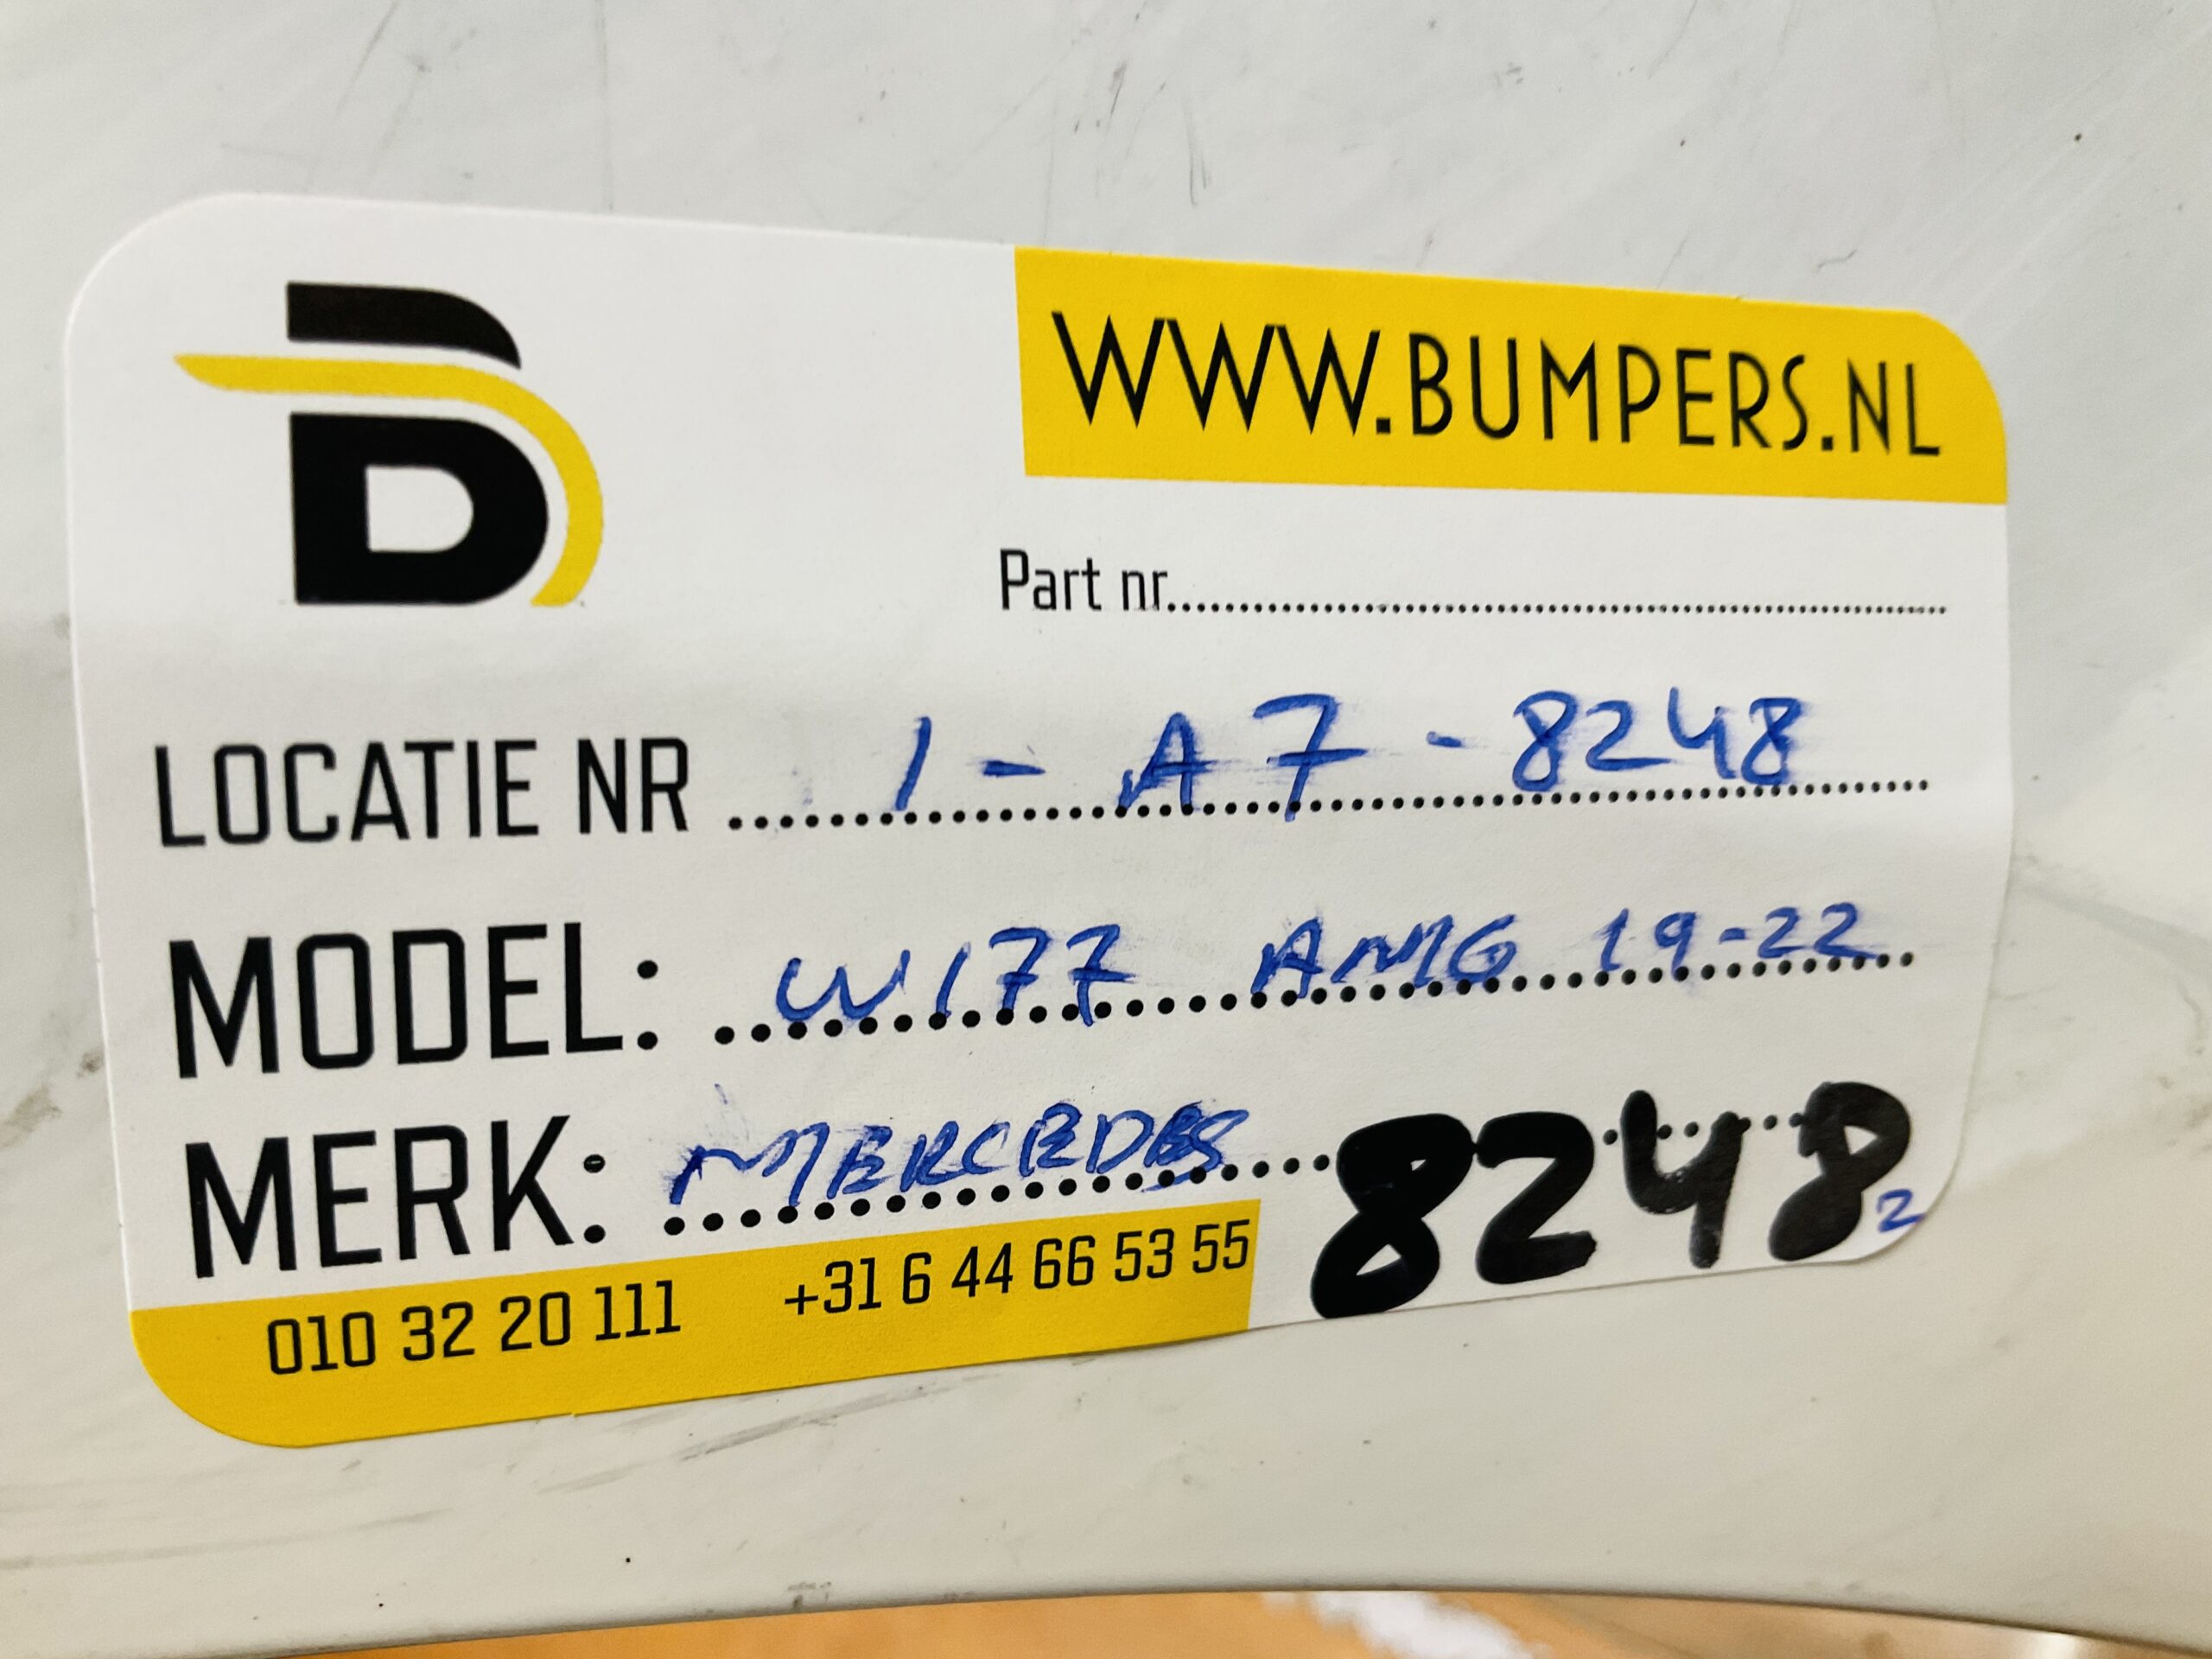 B
WWW.BUMPERS.NL
Part nr..............................
LOCATIE NR ..... 1 - A7 - 8248
MODEL: ..... W177 AMG 19-22
MERK: ..... MERCEDES
8248
2
010 32 20 111 +31 6 44 66 53 55